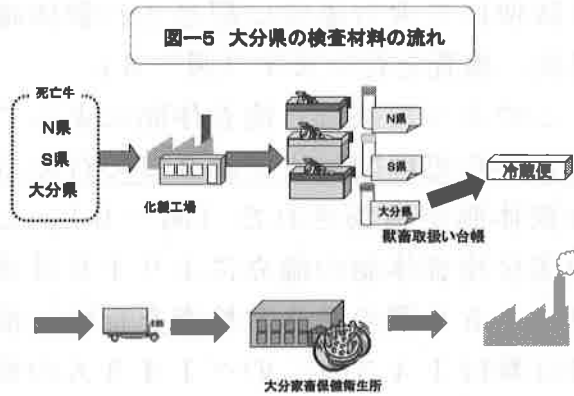 図ー5 大分県の検査材料の流れ
死亡牛
N県
S県
大分県
化製工場
N県
S県
大分県
獣畜取扱い台帳
冷蔵便
大分家畜保健衛生所